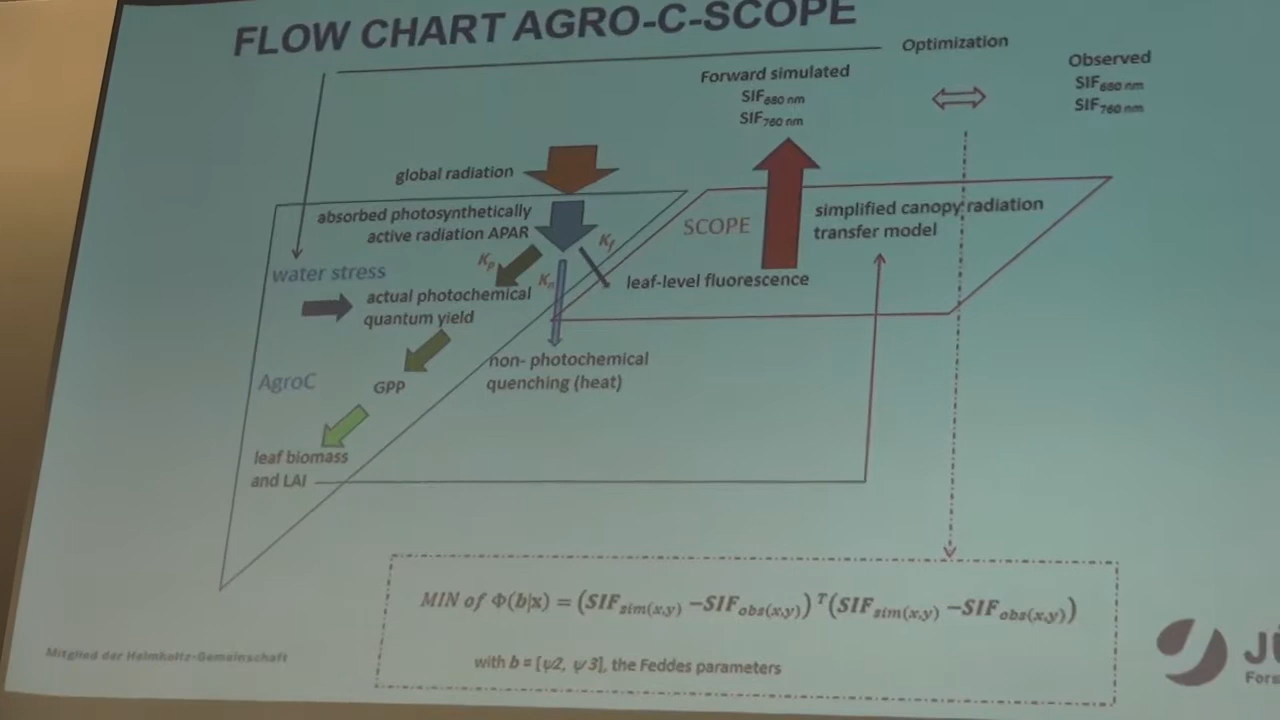 FLOW CHART AGRO-C-SCOPE
Optimization
Forward simulated
SIF680 nm
SIF760 nm
Observed
SIF680 nm
SIF760 nm
global radiation
absorbed photosynthetically
active radiation APAR
Kf
Kp
Kn
SCOPE
simplified canopy radiation
transfer model
water stress
actual photochemical
quantum yield
leaf-level fluorescence
non- photochemical
quenching (heat)
AgroC
GPP
leaf biomass
and LAI
MIN of Φ(b|x) = (SIFsim(x,y) −SIFobs(x,y))T(SIFsim(x,y) −SIFobs(x,y))
with b = [ψ2, ψ3], the Feddes parameters
Mitglied der Helmholtz-Gemeinschaft